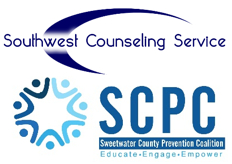 Southwest Counseling Service
SCPC
Sweetwater County Prevention Coalition
Educate-Engage-Empower